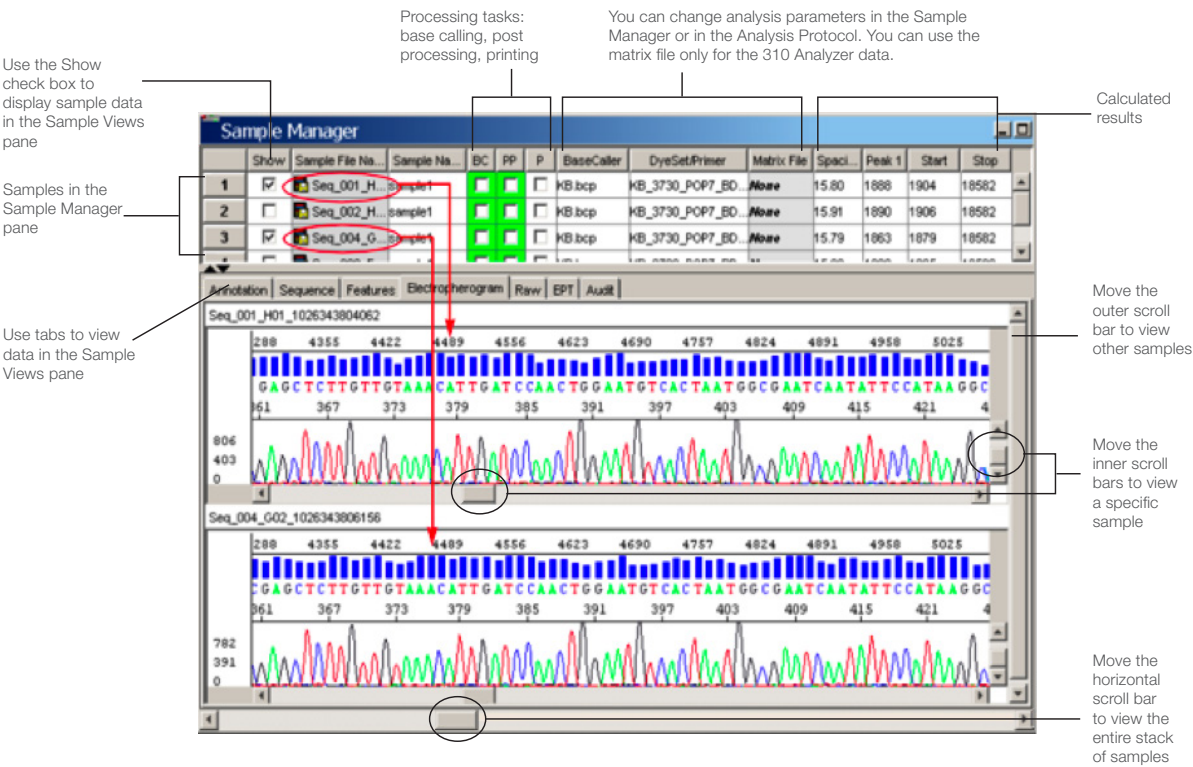 Processing tasks:
base calling, post
processing, printing
You can change analysis parameters in the Sample
Manager or in the Analysis Protocol. You can use the
matrix file only for the 310 Analyzer data.
Use the Show
check box to
display sample data
in the Sample Views
pane
Calculated
results
Samples in the
Sample Manager
pane
Use tabs to view
data in the Sample
Views pane
Move the
outer scroll
bar to view
other samples
Move the
inner scroll
bars to view
a specific
sample
Move the
horizontal
scroll bar
to view the
entire stack
of samples
Sample Manager
Show Sample File Na... Sample Na... BC PP P BaseCaller DyeSet/Primer Matrix File Spaci... Peak 1 Start Stop
1 Seq_001_H... sample1 KB.bcp KB_3730_POP7_BD... None 15.80 1888 1904 18582
2 Seq_002_H... sample1 KB.bcp KB_3730_POP7_BD... None 15.91 1890 1906 18582
3 Seq_004_G... sample1 KB.bcp KB_3730_POP7_BD... None 15.79 1863 1879 18582
Annotation Sequence Features Electropherogram Raw EPT Audit
Seq_001_H01_1026343804062
288 4355 4422 4489 4556 4623 4690 4757 4824 4891 4958 5025
GAGCTCTTGTTGTAAACATTGATCCAACTGGAATGTCACTAATGGCGAATCAATATTCCATAAGGC
361 367 373 379 385 391 397 403 409 415 421 4
806
403
0
Seq_004_G02_1026343806156
288 4355 4422 4489 4556 4623 4690 4757 4824 4891 4958 5025
CGAGCTCTTGTTGTAAACATTGATCCAACTGGAATGTCACTAATGGCGAATCAATATTCCATAAGGC
361 367 373 379 385 391 397 403 409 415 421 4
782
391
0